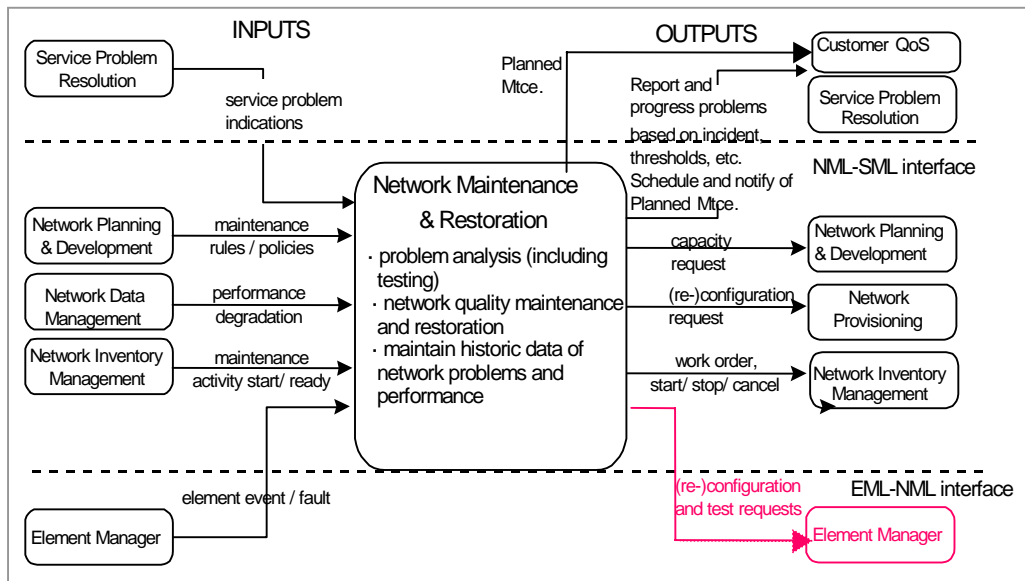 INPUTS
OUTPUTS
Service Problem
Resolution
service problem
indications
Planned
Mtce.
Customer QoS
Report and
progress problems
based on incident,
thresholds, etc.
Schedule and notify of
Planned Mtce.
Service Problem
Resolution
NML-SML interface
Network Maintenance
& Restoration
· problem analysis (including
testing)
· network quality maintenance
and restoration
· maintain historic data of
network problems and
performance
Network Planning
& Development
maintenance
rules / policies
Network Data
Management
performance
degradation
Network Inventory
Management
maintenance
activity start/ ready
capacity
request
Network Planning
& Development
(re-)configuration
request
Network
Provisioning
work order,
start/ stop/ cancel
Network Inventory
Management
element event / fault
Element Manager
(re-)configuration
and test requests
EML-NML interface
Element Manager